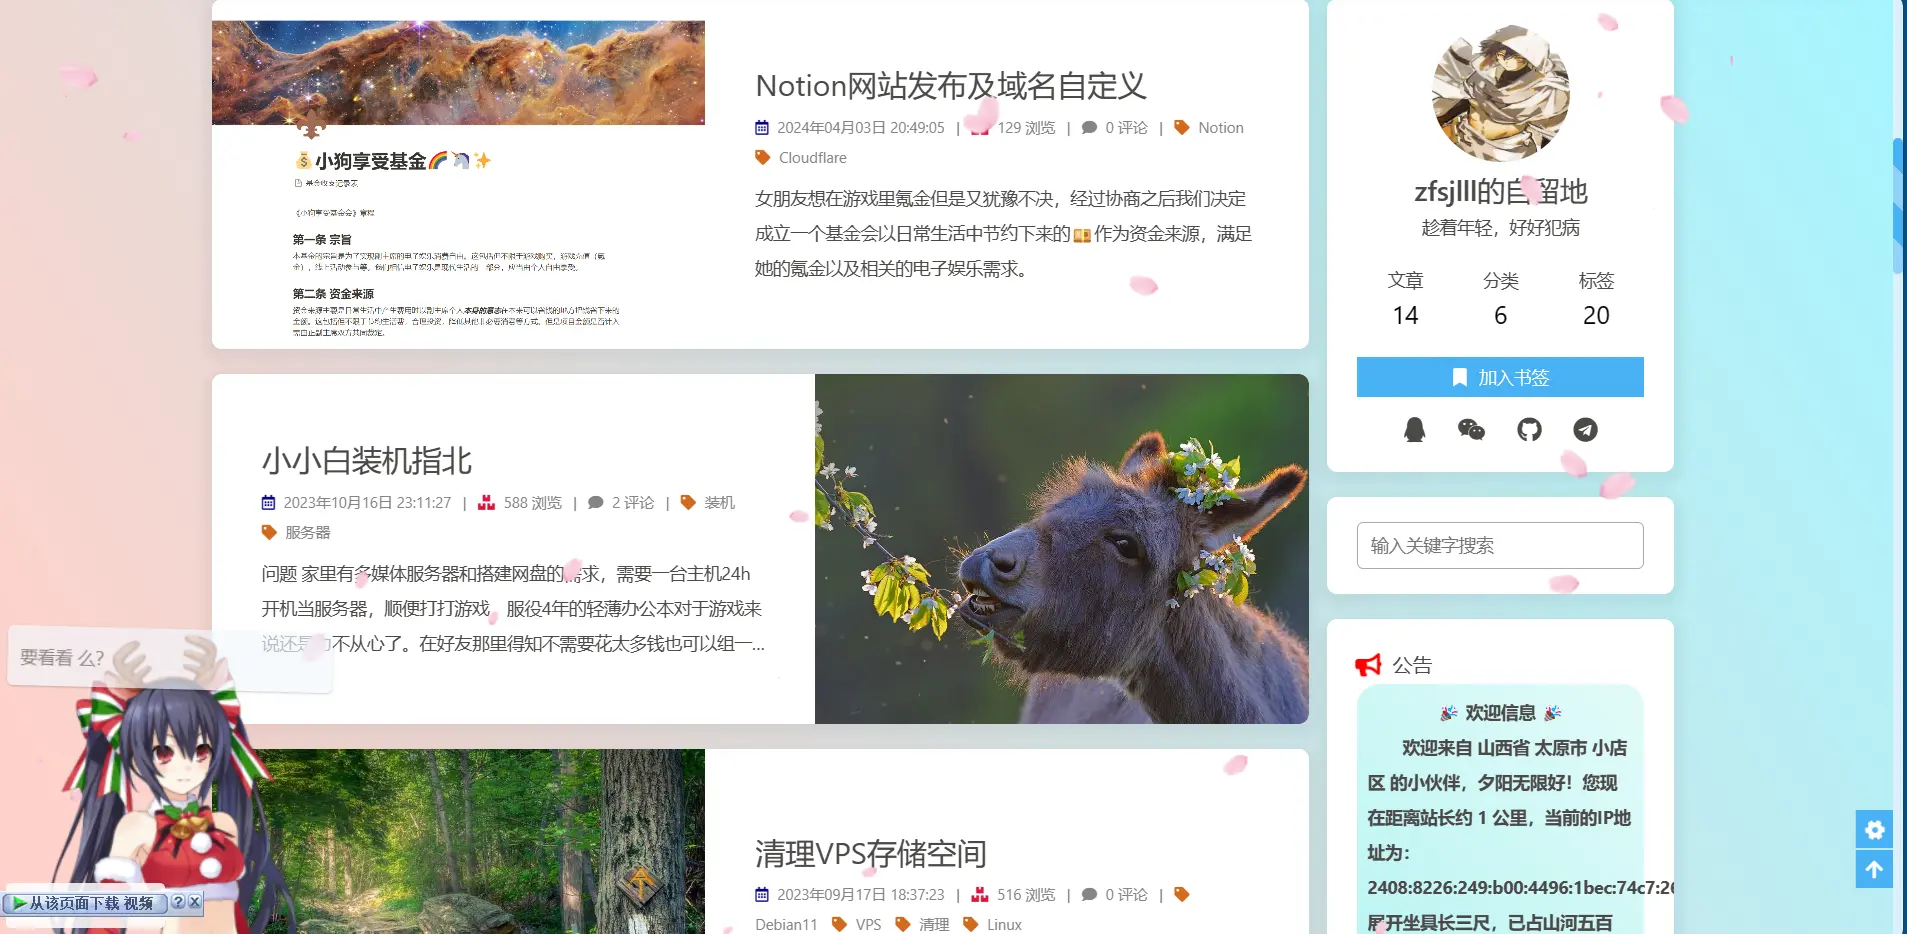 💰小狗享受基金🌈🦄✨
基金收支记录表
《小狗享受基金会》章程
第一条 宗旨
第二条 资金来源
Notion网站发布及域名自定义
2024年04月03日 20:49:05 | 129 浏览 | 0 评论 | Notion
Cloudflare
女朋友想在游戏里氪金但是又犹豫不决，经过协商之后我们决定
成立一个基金会以日常生活中节约下来的💴作为资金来源，满足
她的氪金以及相关的电子娱乐需求。
小小白装机指北
2023年10月16日 23:11:27 | 588 浏览 | 2 评论 | 装机
服务器
问题 家里有多媒体服务器和搭建网盘的需求，需要一台主机24h
开机当服务器，顺便打打游戏。服役4年的轻薄办公本对于游戏来
说还是力不从心了。在好友那里得知不需要花太多钱也可以组一...
清理VPS存储空间
2023年09月17日 18:37:23 | 516 浏览 | 0 评论 |
Debian11 VPS 清理 Linux
要看看 么?
从该页面下载 视频 ? X
zfsjlll的自留地
趁着年轻，好好犯病
文章 分类 标签
14 6 20
加入书签
输入关键字搜索
公告
🎉 欢迎信息 🎉
欢迎来自 山西省 太原市 小店
区 的小伙伴，夕阳无限好！您现
在距离站长约 1 公里，当前的IP地
址为：
2408:8226:249:b00:4496:1bec:74c7:26
展开坐具长三尺，已占山河五百